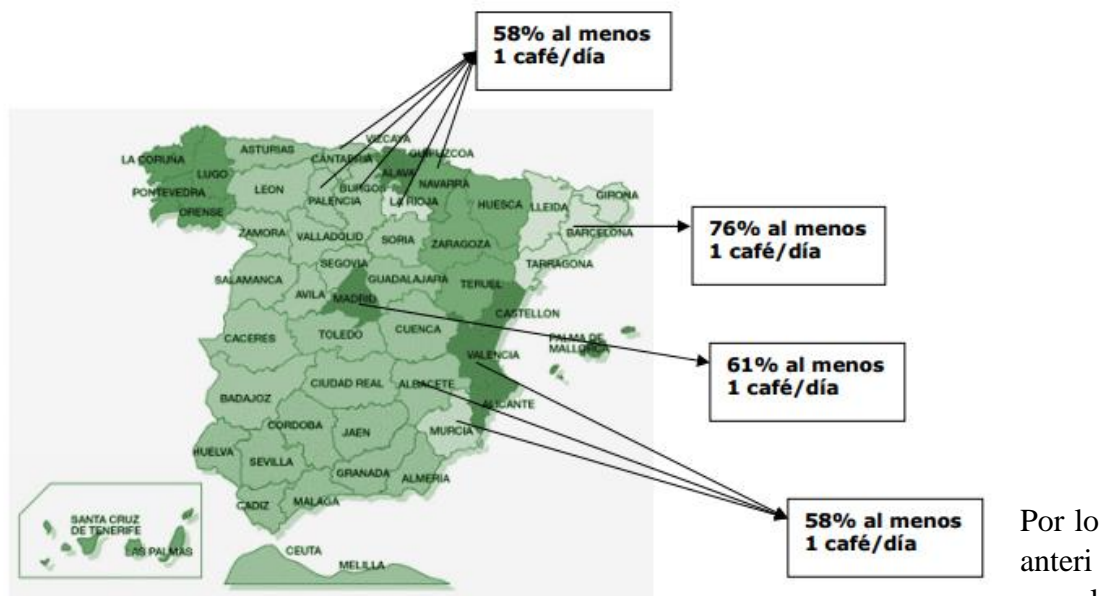 58% al menos
1 café/día
VIZCAYA
GUIPUZCOA
ASTURIAS
CANTABRIA
LA CORUÑA
LUGO
ALAVA
NAVARRA
LEON
BURGOS
PONTEVEDRA
PALENCIA
LA RIOJA
HUESCA
LLEIDA
GIRONA
ORENSE
ZAMORA
VALLADOLID
SORIA
ZARAGOZA
BARCELONA
76% al menos
1 café/día
TARRAGONA
SEGOVIA
SALAMANCA
GUADALAJARA
TERUEL
AVILA
MADRID
CASTELLON
CACERES
TOLEDO
CUENCA
PALMA DE
MALLORCA
VALENCIA
61% al menos
1 café/día
CIUDAD REAL
ALBACETE
BADAJOZ
ALICANTE
CORDOBA
JAEN
MURCIA
HUELVA
SEVILLA
GRANADA
ALMERIA
CADIZ
MALAGA
58% al menos
1 café/día
SANTA CRUZ
DE TENERIFE
LAS PALMAS
CEUTA
MELILLA
Por lo
anteri